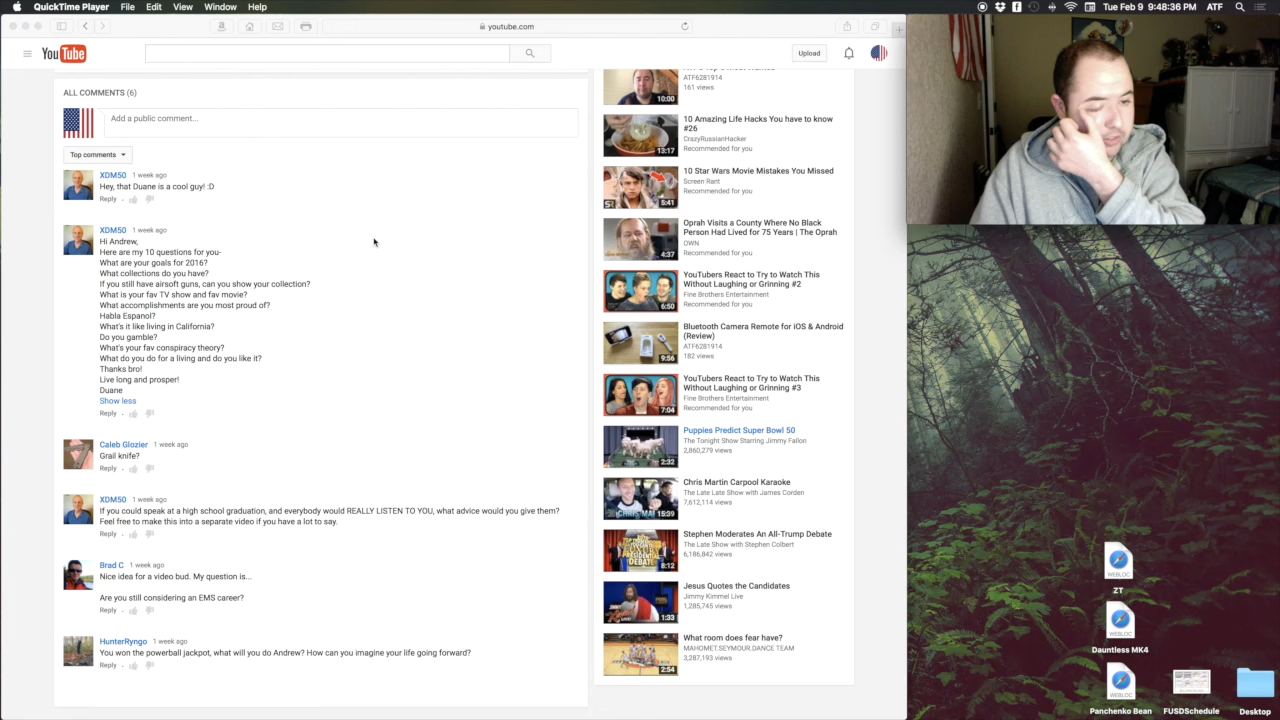 QuickTime Player File Edit View Window Help
Tue Feb 9 9:48:36 PM ATF
youtube.com
YouTube
Upload
ALL COMMENTS (6)
Add a public comment...
Top comments
XDM50 1 week ago
Hey, that Duane is a cool guy! :D
Reply
XDM50 1 week ago
Hi Andrew,
Here are my 10 questions for you-
What are your goals for 2016?
What collections do you have?
If you still have airsoft guns, can you show your collection?
What is your fav TV show and fav movie?
What accomplishments are you most proud of?
Habla Espanol?
What's it like living in California?
Do you gamble?
What's your fav conspiracy theory?
What do you do for a living and do you like it?
Thanks bro!
Live long and prosper!
Duane
Show less
Reply
Caleb Glozier 1 week ago
Grail knife?
Reply
XDM50 1 week ago
If you could speak at a high school graduation, and everybody would REALLY LISTEN TO YOU, what advice would you give them?
Feel free to make this into a separate video if you have a lot to say.
Reply
Brad C 1 week ago
Nice idea for a video bud. My question is...
Are you still considering an EMS career?
Reply
HunterRyngo 1 week ago
You won the powerball jackpot, what will you do Andrew? How can you imagine your life going forward?
Reply
ATF6281914
161 views
10:00
10 Amazing Life Hacks You have to know
#26
CrazyRussianHacker
Recommended for you
13:17
10 Star Wars Movie Mistakes You Missed
Screen Rant
Recommended for you
5:41
Oprah Visits a County Where No Black
Person Had Lived for 75 Years | The Oprah
OWN
Recommended for you
4:37
YouTubers React to Try to Watch This
Without Laughing or Grinning #2
Fine Brothers Entertainment
Recommended for you
6:50
Bluetooth Camera Remote for iOS & Android
(Review)
ATF6281914
182 views
9:56
YouTubers React to Try to Watch This
Without Laughing or Grinning #3
Fine Brothers Entertainment
Recommended for you
7:04
Puppies Predict Super Bowl 50
The Tonight Show Starring Jimmy Fallon
2,860,279 views
2:32
Chris Martin Carpool Karaoke
The Late Late Show with James Corden
7,612,114 views
15:39
Stephen Moderates An All-Trump Debate
The Late Show with Stephen Colbert
6,186,842 views
8:12
Jesus Quotes the Candidates
Jimmy Kimmel Live
1,285,745 views
1:33
What room does fear have?
MAHOMET.SEYMOUR.DANCE TEAM
3,287,193 views
2:54
WEBLOC
ZT
WEBLOC
Dauntless MK4
WEBLOC
Panchenko Bean
FUSDSchedule
Desktop